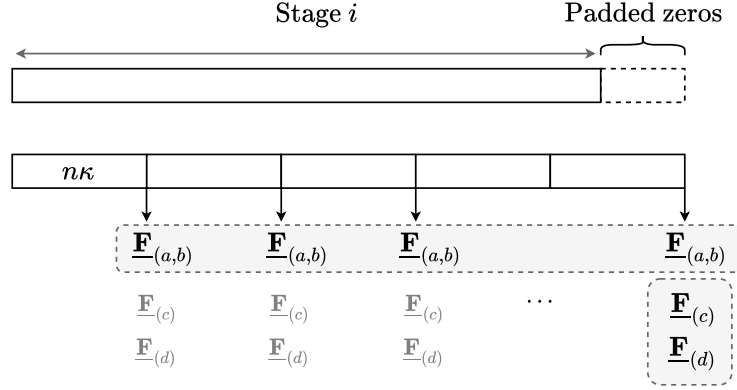 Stage i Padded zeros
nκ
F(a,b) F(a,b) F(a,b) F(a,b)
F(c) F(c) F(c) ... F(c)
F(d) F(d) F(d) F(d)